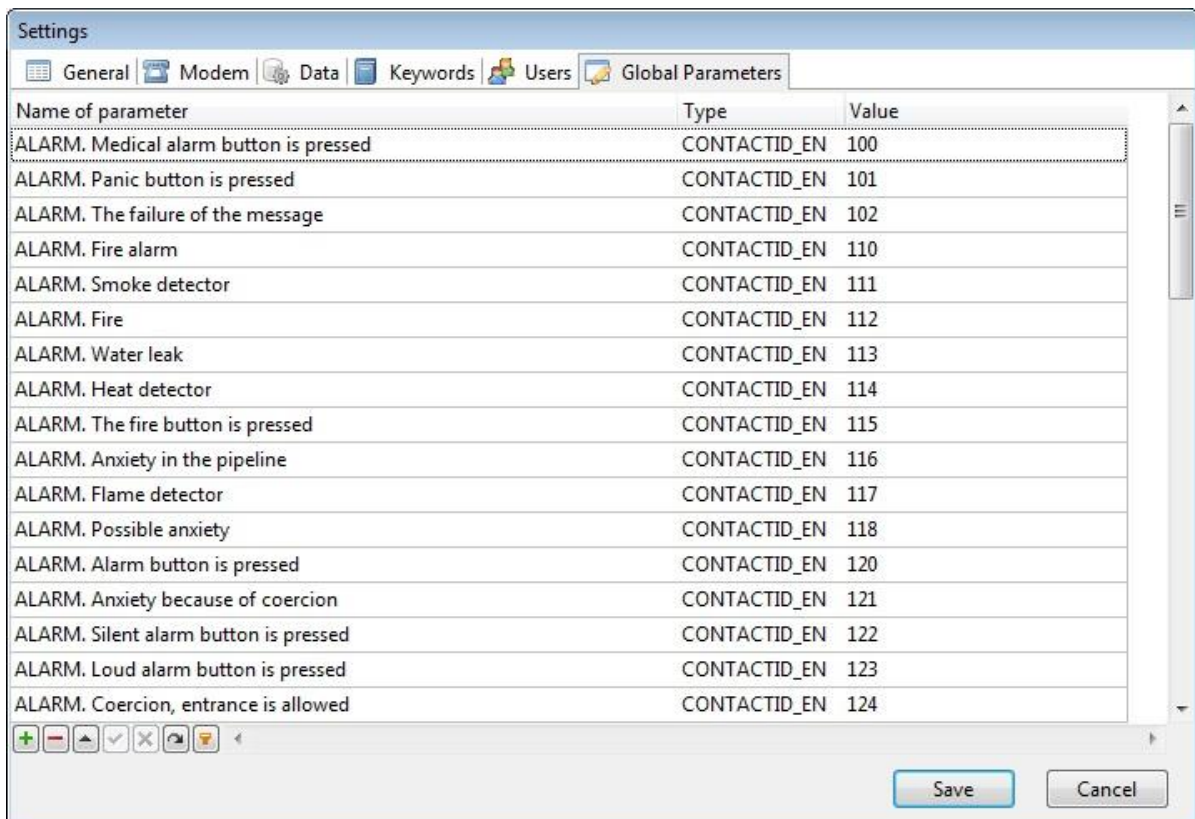 Settings
General Modem Data Keywords Users Global Parameters
Name of parameter Type Value
ALARM. Medical alarm button is pressed CONTACTID_EN 100
ALARM. Panic button is pressed CONTACTID_EN 101
ALARM. The failure of the message CONTACTID_EN 102
ALARM. Fire alarm CONTACTID_EN 110
ALARM. Smoke detector CONTACTID_EN 111
ALARM. Fire CONTACTID_EN 112
ALARM. Water leak CONTACTID_EN 113
ALARM. Heat detector CONTACTID_EN 114
ALARM. The fire button is pressed CONTACTID_EN 115
ALARM. Anxiety in the pipeline CONTACTID_EN 116
ALARM. Flame detector CONTACTID_EN 117
ALARM. Possible anxiety CONTACTID_EN 118
ALARM. Alarm button is pressed CONTACTID_EN 120
ALARM. Anxiety because of coercion CONTACTID_EN 121
ALARM. Silent alarm button is pressed CONTACTID_EN 122
ALARM. Loud alarm button is pressed CONTACTID_EN 123
ALARM. Coercion, entrance is allowed CONTACTID_EN 124
Save Cancel